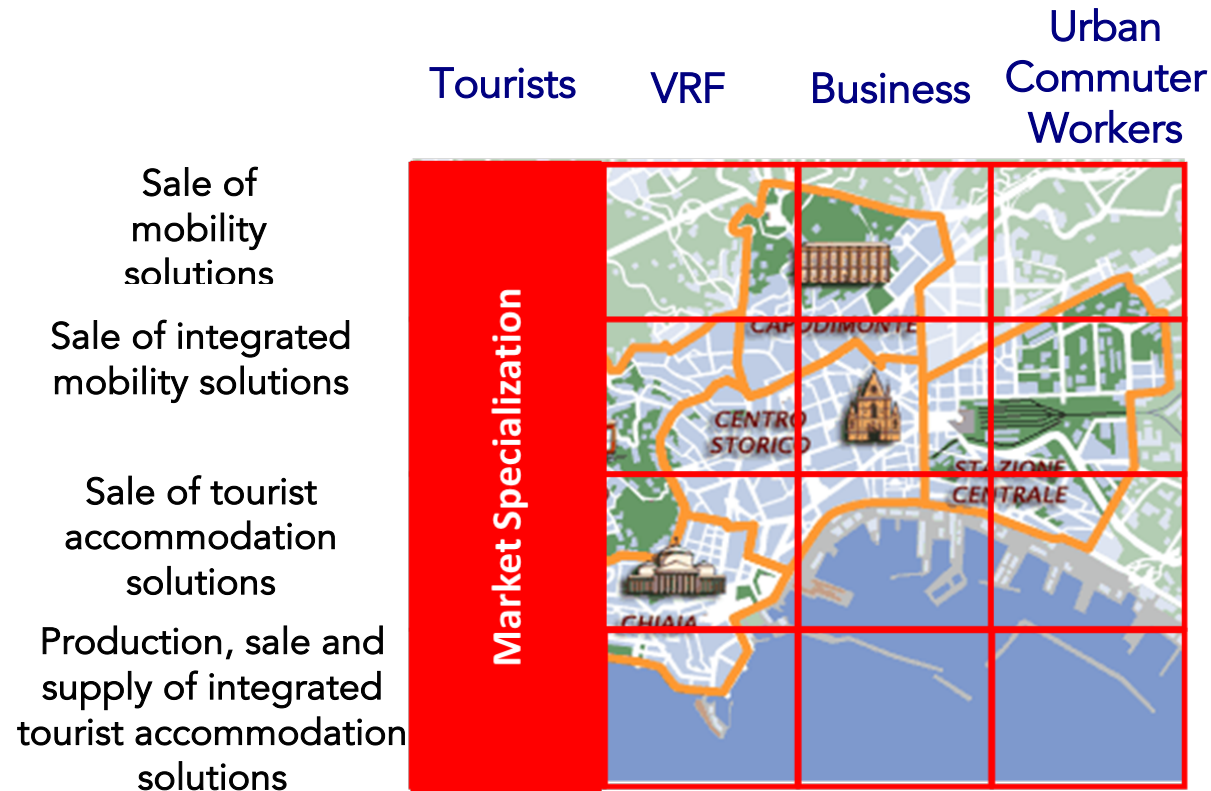 Tourists
VRF
Business
Urban
Commuter
Workers
Sale of
mobility
solutions
Sale of integrated
mobility solutions
Sale of tourist
accommodation
solutions
Production, sale and
supply of integrated
tourist accommodation
solutions
Market Specialization
CAPODIMONTE
CENTRO
STORICO
STAZIONE
CENTRALE
CHIAIA